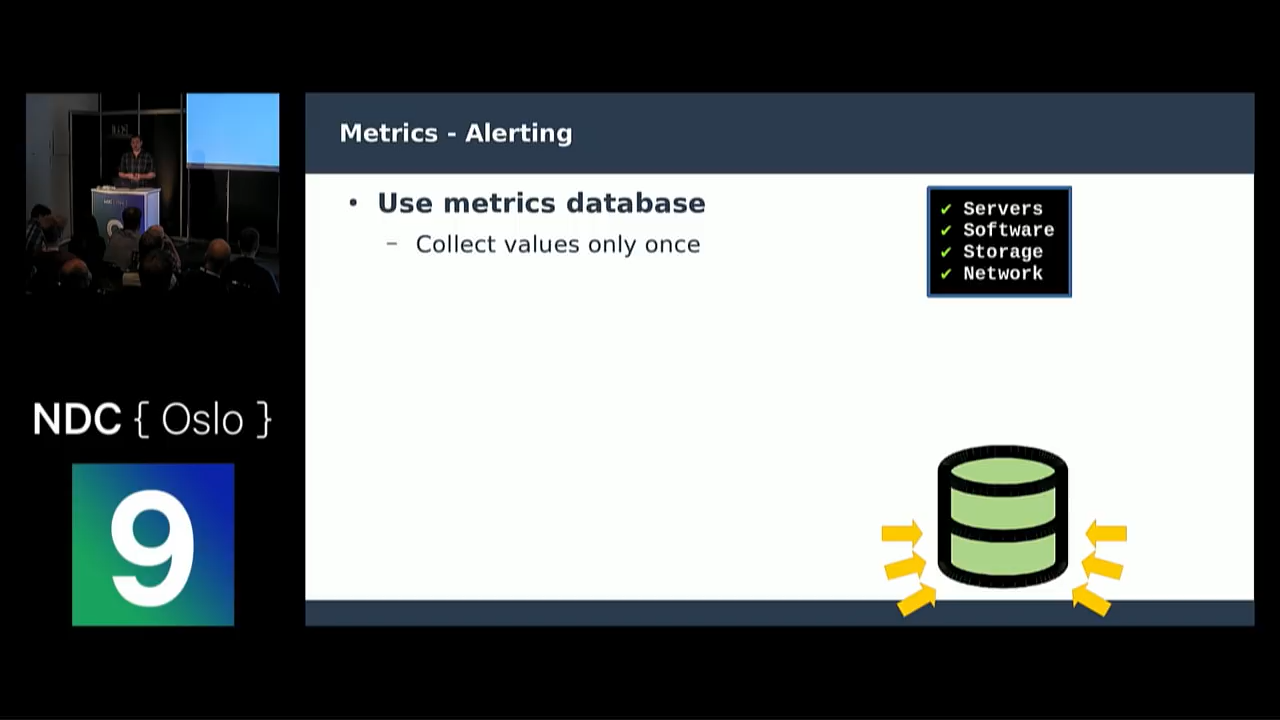 Metrics - Alerting
• Use metrics database
– Collect values only once
✔ Servers
✔ Software
✔ Storage
✔ Network
NDC { Oslo }
9